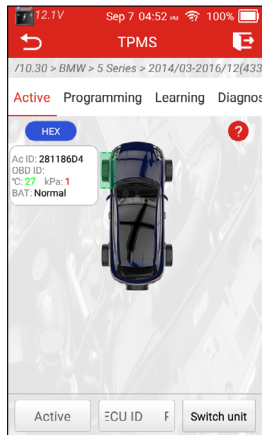 12.1V Sep 7 04:52 PM 100%
TPMS
/10.30 > BMW > 5 Series > 2014/03-2016/12(433
Active Programming Learning Diagnos
HEX ?
Ac ID: 281186D4
OBD ID:
℃: 27 kPa: 1
BAT: Normal
Active ECU ID F Switch unit